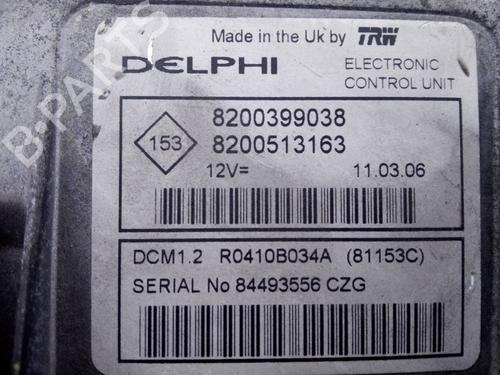 Made in the Uk by TRW
DELPHI
ELECTRONIC
CONTROL UNIT
153
8200399038
8200513163
12V=
11.03.06
DCM1.2 R0410B034A (81153C)
SERIAL No 84493556 CZG
B-PARTS